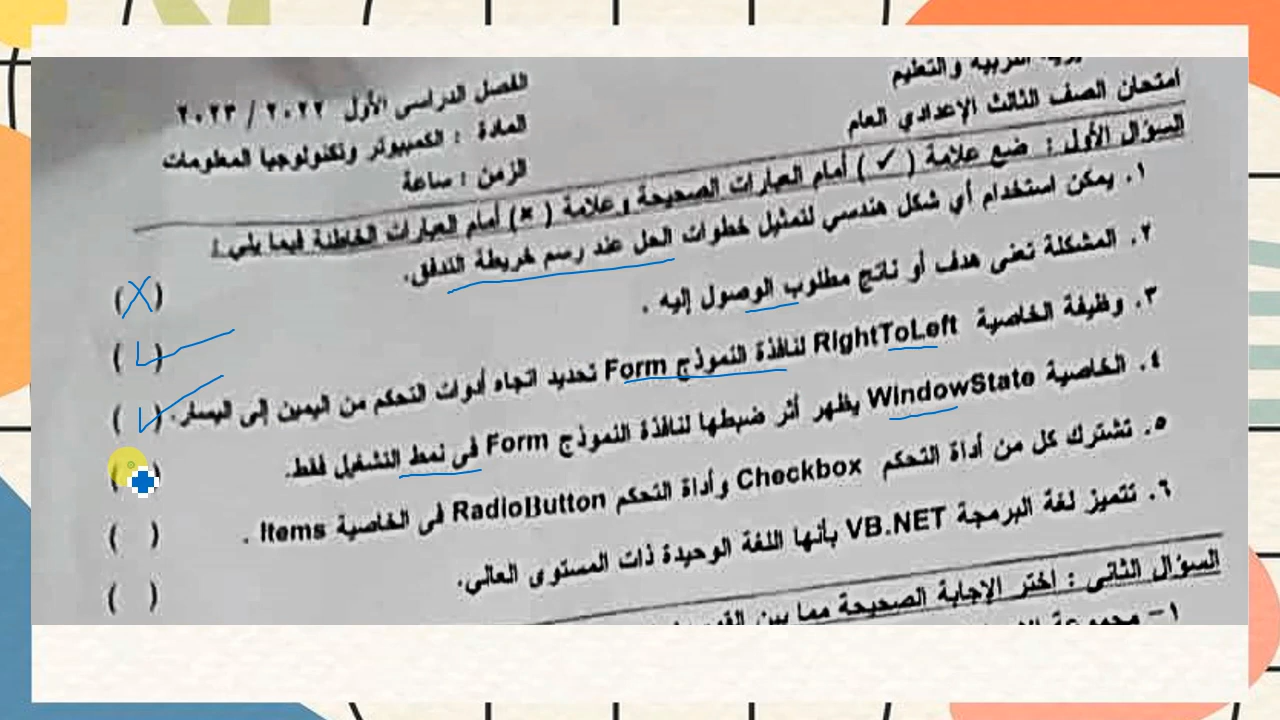 التربية والتعليم
امتحان الصف الثالث الإعدادي العام
الفصل الدراسى الأول ٢٠٢٢ / ٢٠٢٣
المادة : الكمبيوتر وتكنولوجيا المعلومات
الزمن : ساعة
السؤال الأول : ضع علامة ( ✓ ) أمام العبارات الصحيحة وعلامة ( × ) أمام العبارات الخاطئة فيما يلي :
١. يمكن استخدام أي شكل هندسي لتمثيل خطوات الحل عند رسم خريطة التدفق. (X)
٢. المشكلة تعنى هدف أو ناتج مطلوب الوصول إليه . ( ✓ )
٣. وظيفة الخاصية RightToLeft لنافذة النموذج Form تحديد اتجاه أدوات التحكم من اليمين إلى اليسار. ( ✓ )
٤. الخاصية WindowState يظهر أثر ضبطها لنافذة النموذج Form فى نمط التشغيل فقط. ( )
٥. تشترك كل من أداة التحكم Checkbox وأداة التحكم RadioButton فى الخاصية Items . ( )
٦. تتميز لغة البرمجة VB.NET بأنها اللغة الوحيدة ذات المستوى العالي. ( )
السؤال الثانى : اختر الإجابة الصحيحة مما بين
١- مجموعة